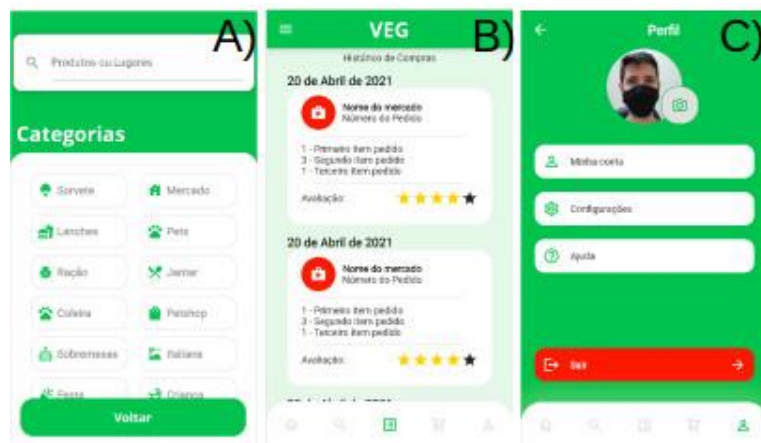 A)
Produtos ou Lugares
Categorias
Sorvete
Mercado
Lanches
Pets
Ração
Jantar
Coleira
Petshop
Sobremesas
Italiana
Festa
Criança
Voltar
VEG
B)
Histórico de Compras
20 de Abril de 2021
Nome do mercado
Número do Pedido
1 - Primeiro item pedido
3 - Segundo item pedido
1 - Terceiro item pedido
Avaliação:
20 de Abril de 2021
Nome do mercado
Número do Pedido
1 - Primeiro item pedido
3 - Segundo item pedido
1 - Terceiro item pedido
Avaliação:
Perfil
C)
Minha conta
Configurações
Ajuda
Sair